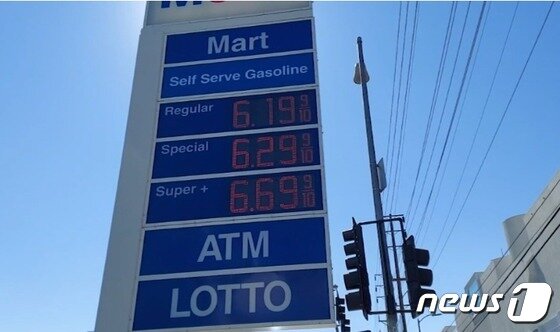 Mart
Self Serve Gasoline
Regular 6.19 9/10
Special 6.29 9/10
Super + 6.69 9/10
ATM
LOTTO
news1